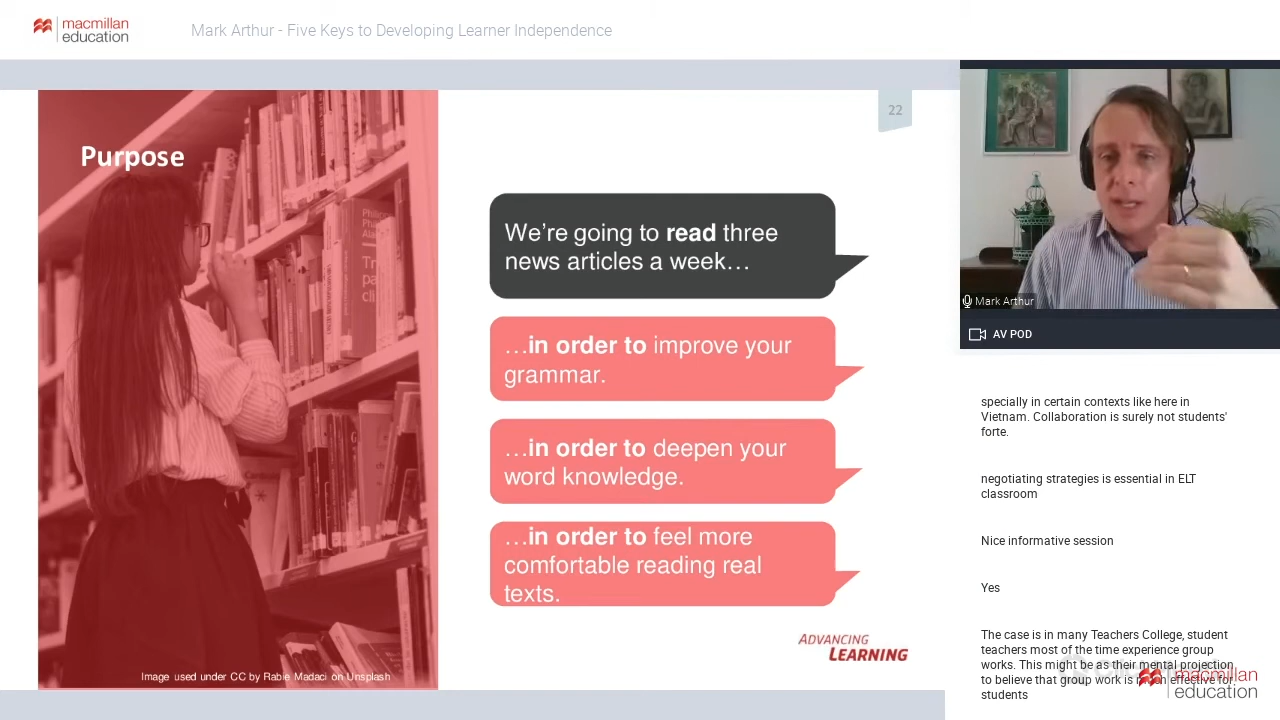 macmillan
education
Mark Arthur - Five Keys to Developing Learner Independence
22
Purpose
We're going to read three
news articles a week…
…in order to improve your
grammar.
…in order to deepen your
word knowledge.
…in order to feel more
comfortable reading real
texts.
ADVANCING
LEARNING
Image used under CC by Rabie Madaci on Unsplash
Mark Arthur
AV POD
specially in certain contexts like here in
Vietnam. Collaboration is surely not students'
forte.
negotiating strategies is essential in ELT
classroom
Nice informative session
Yes
The case is in many Teachers College, student
teachers most of the time experience group
works. This might be as their mental projection
to believe that group work is effective for
students
macmillan
education